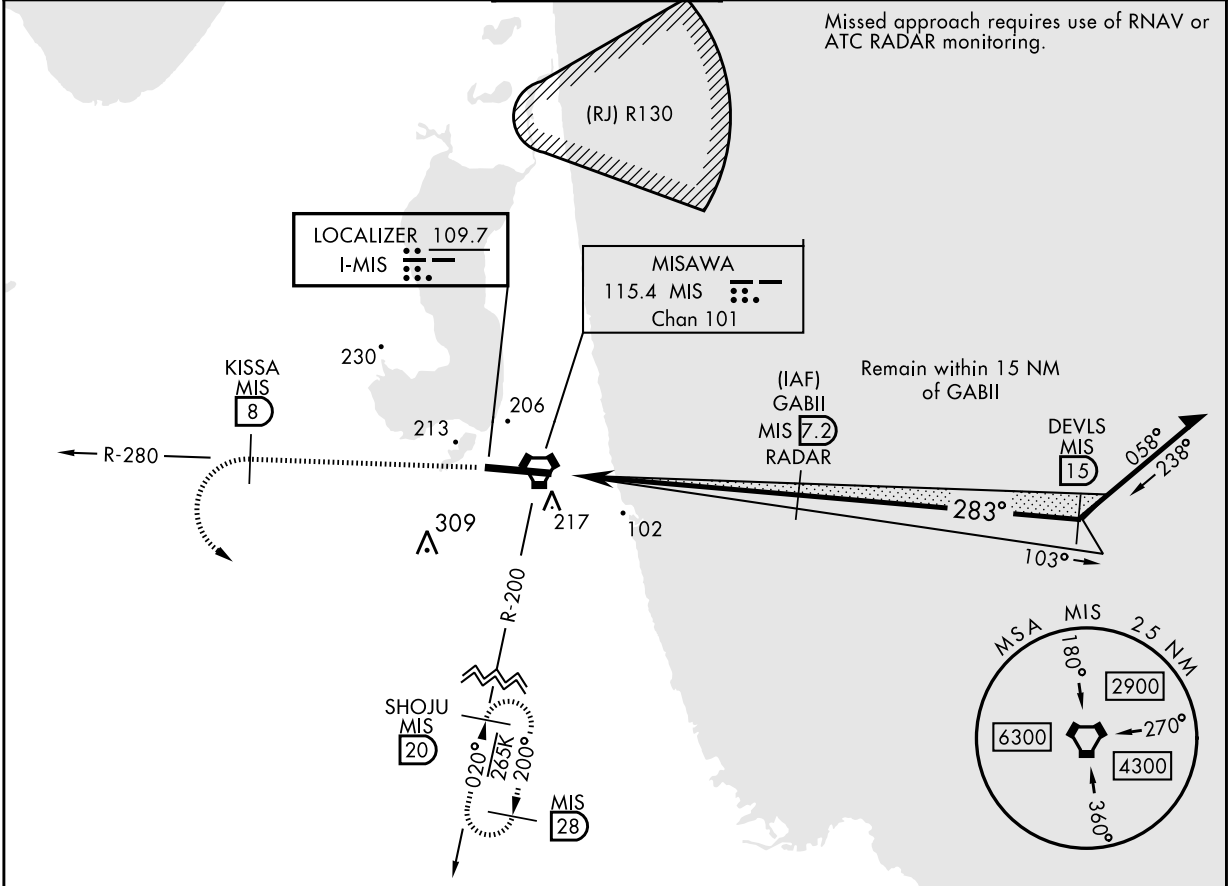 Missed approach requires use of RNAV or
ATC RADAR monitoring.
(RJ) R130
LOCALIZER 109.7
I-MIS
MISAWA
115.4 MIS
Chan 101
230
KISSA
MIS
8
206
213
(IAF)
GABII
MIS 7.2
RADAR
Remain within 15 NM
of GABII
DEVLS
MIS
15
058°
238°
R-280
283°
309
217
102
103°
R-200
SHOJU
MIS
20
020°
265K
200°
MIS
28
MSA MIS 25 NM
180°
2900
6300
270°
4300
360°